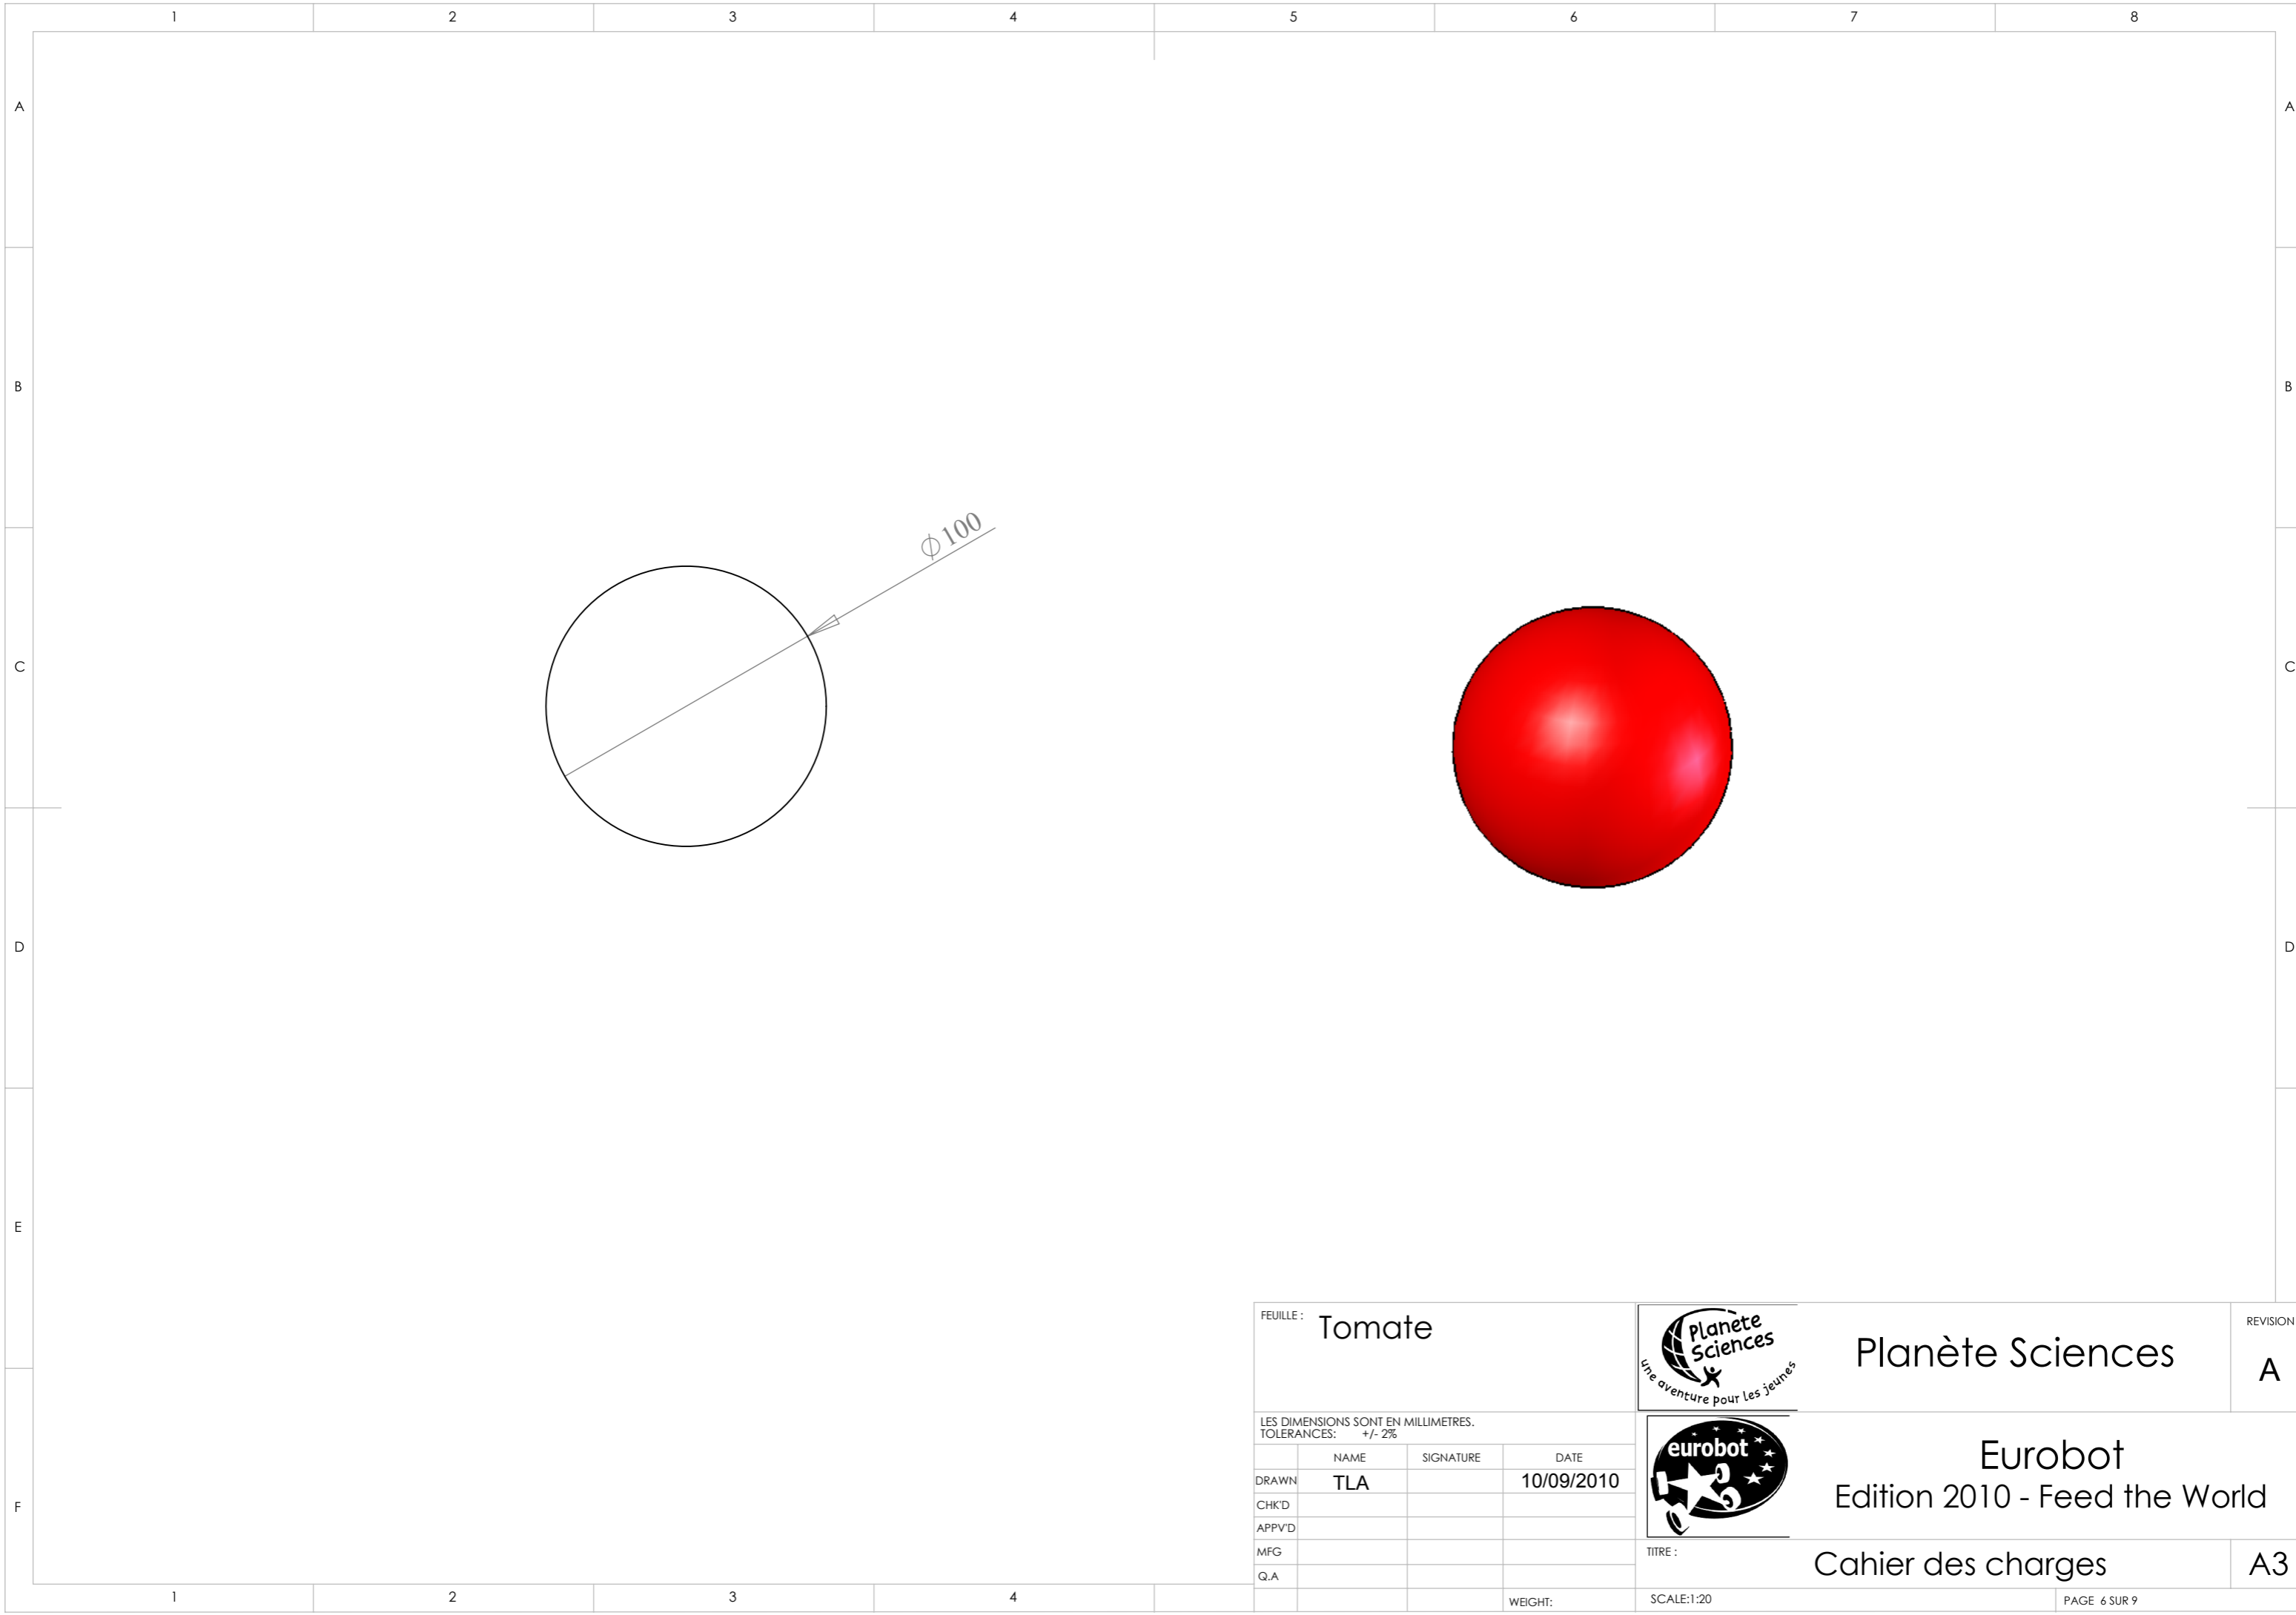 1 2 3 4 5 6 7 8
A A
B B
⌀100
C C
D D
E
F
FEUILLE : Tomate
Planète Sciences
une aventure pour les jeunes
Planète Sciences
REVISION
A
LES DIMENSIONS SONT EN MILLIMETRES.
TOLERANCES: +/- 2%
NAME SIGNATURE DATE
DRAWN TLA 10/09/2010
CHK'D
APPV'D
MFG
Q.A
WEIGHT:
eurobot
Eurobot
Edition 2010 - Feed the World
TITRE : Cahier des charges A3
SCALE:1:20 PAGE 6 SUR 9
1 2 3 4